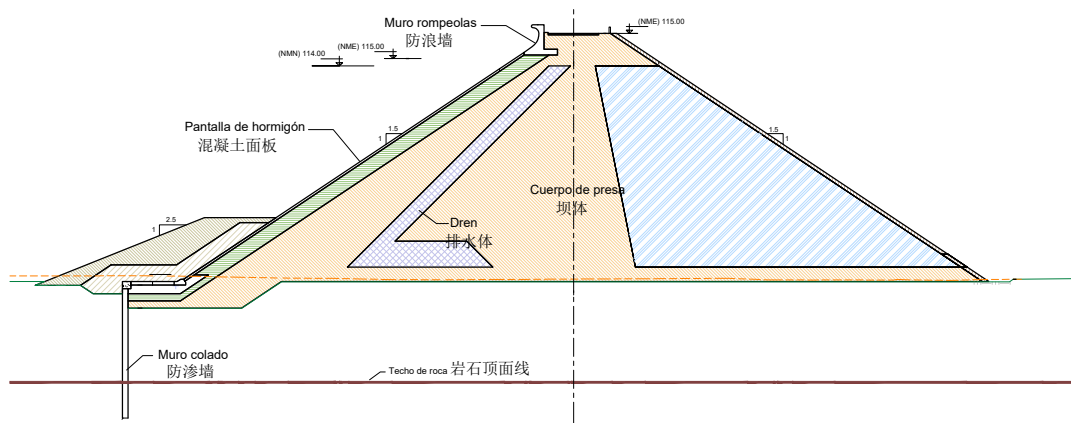 Muro rompeolas
防浪墙
(NME) 115.00
(NME) 115.00
(NMN) 114.00
Pantalla de hormigón
混凝土面板
1.5
1
1.5
1
Cuerpo de presa
坝体
Dren
排水体
2.5
1
Muro colado
防渗墙
Techo de roca 岩石顶面线